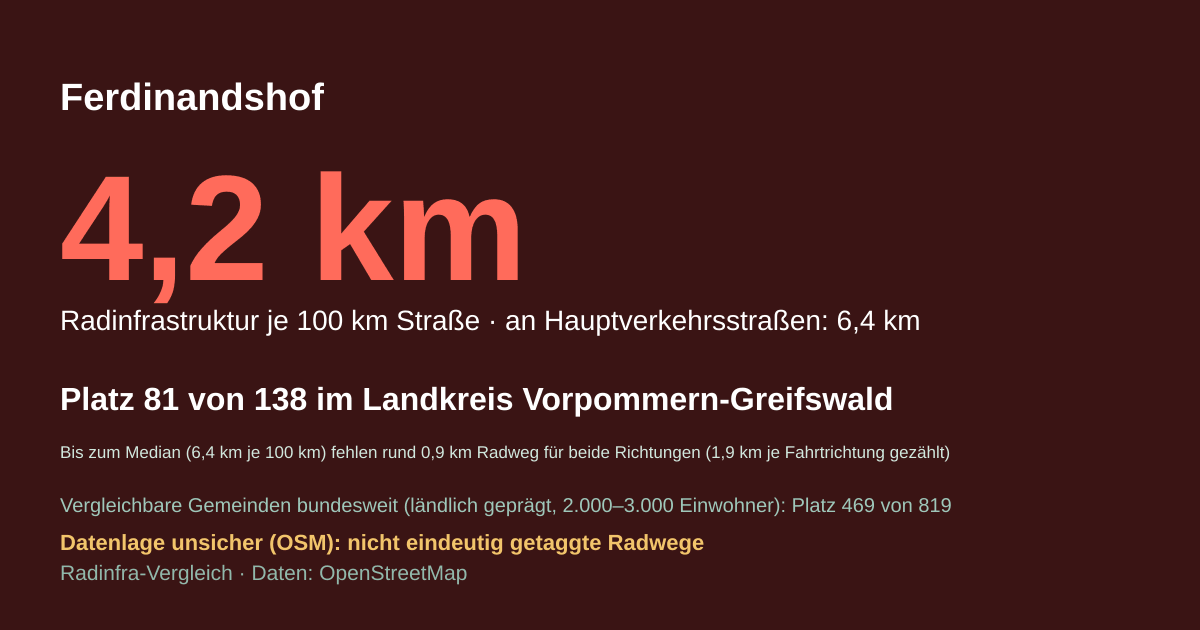 Ferdinandshof
4,2 km
Radinfrastruktur je 100 km Straße · an Hauptverkehrsstraßen: 6,4 km
Platz 81 von 138 im Landkreis Vorpommern-Greifswald
Bis zum Median (6,4 km je 100 km) fehlen rund 0,9 km Radweg für beide Richtungen (1,9 km je Fahrtrichtung gezählt)
Vergleichbare Gemeinden bundesweit (ländlich geprägt, 2.000–3.000 Einwohner): Platz 469 von 819
Datenlage unsicher (OSM): nicht eindeutig getaggte Radwege
Radinfra-Vergleich · Daten: OpenStreetMap